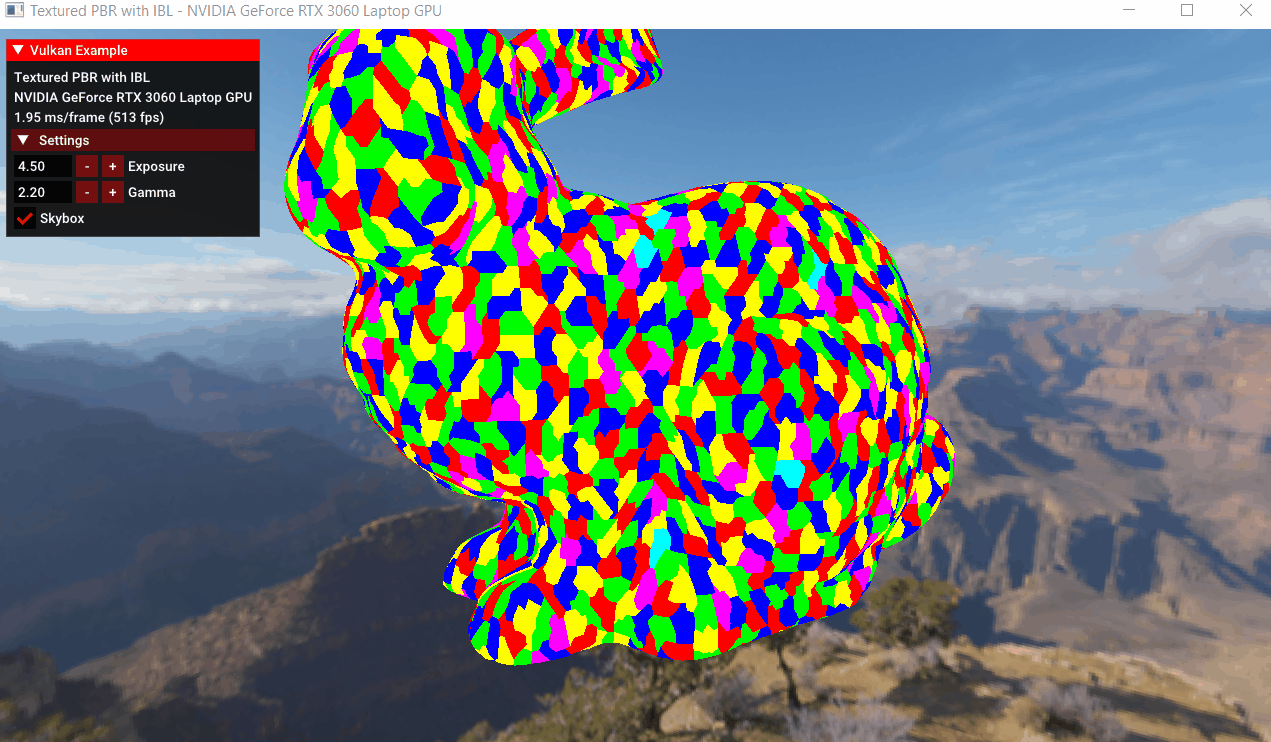 Textured PBR with IBL - NVIDIA GeForce RTX 3060 Laptop GPU
Vulkan Example
Textured PBR with IBL
NVIDIA GeForce RTX 3060 Laptop GPU
1.95 ms/frame (513 fps)
Settings
4.50 - + Exposure
2.20 - + Gamma
Skybox